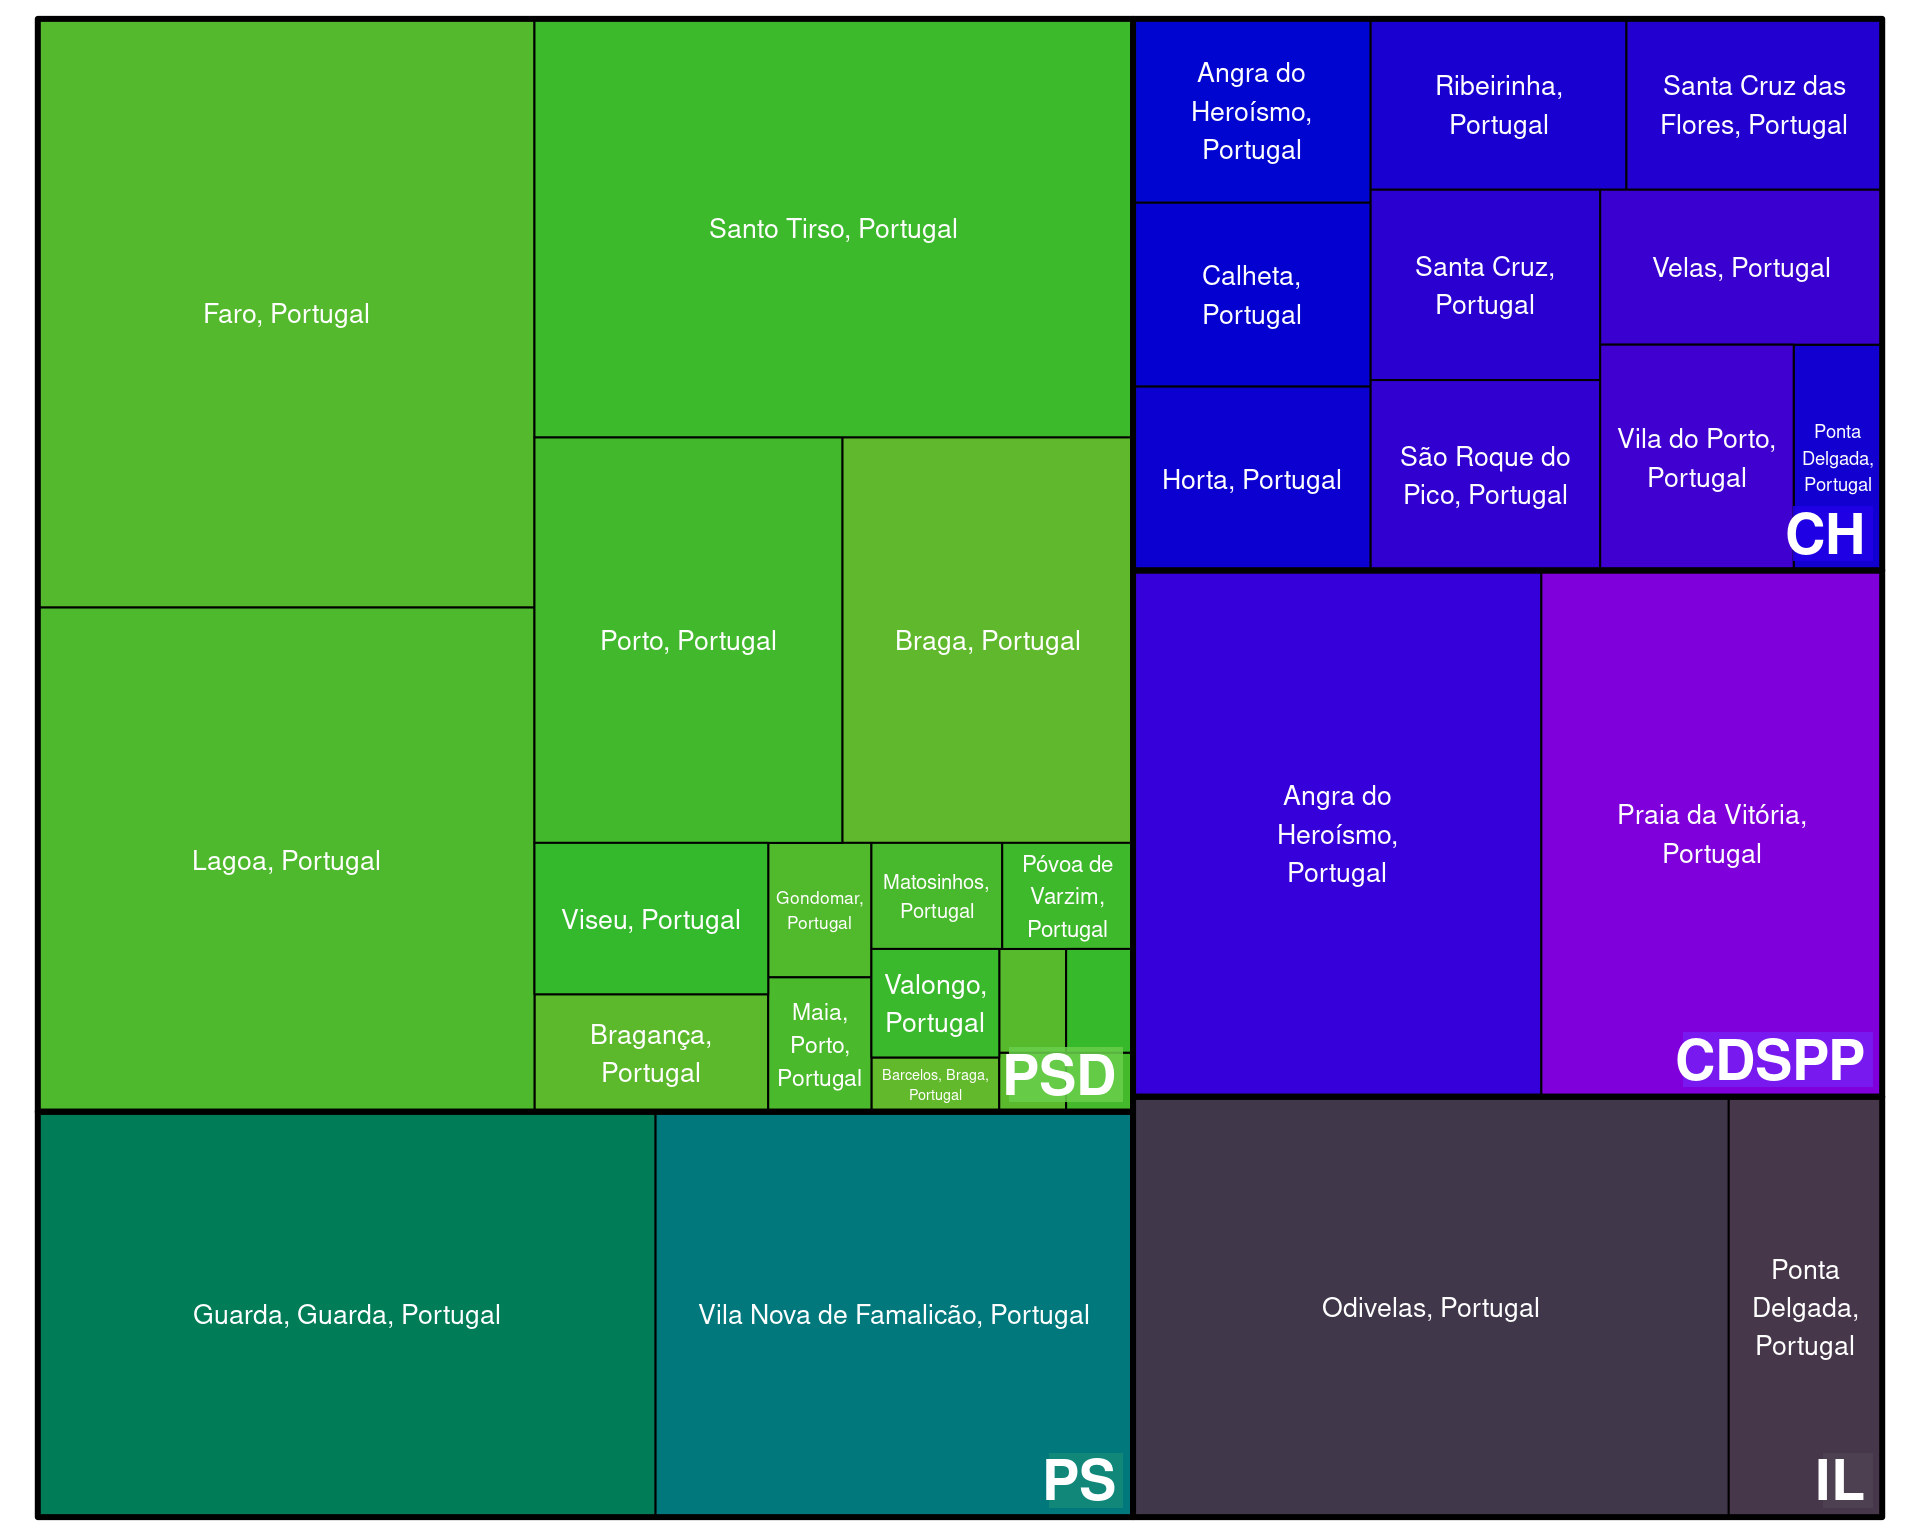 Faro, Portugal
Lagoa, Portugal
Santo Tirso, Portugal
Porto, Portugal
Braga, Portugal
Viseu, Portugal
Bragança,
Portugal
Gondomar,
Portugal
Maia,
Porto,
Portugal
Matosinhos,
Portugal
Póvoa de
Varzim,
Portugal
Valongo,
Portugal
Barcelos, Braga,
Portugal
PSD
Guarda, Guarda, Portugal
Vila Nova de Famalicão, Portugal
PS
Angra do
Heroísmo,
Portugal
Calheta,
Portugal
Horta, Portugal
Ribeirinha,
Portugal
Santa Cruz das
Flores, Portugal
Santa Cruz,
Portugal
São Roque do
Pico, Portugal
Velas, Portugal
Vila do Porto,
Portugal
Ponta
Delgada,
Portugal
CH
Angra do
Heroísmo,
Portugal
Praia da Vitória,
Portugal
CDSPP
Odivelas, Portugal
Ponta
Delgada,
Portugal
IL